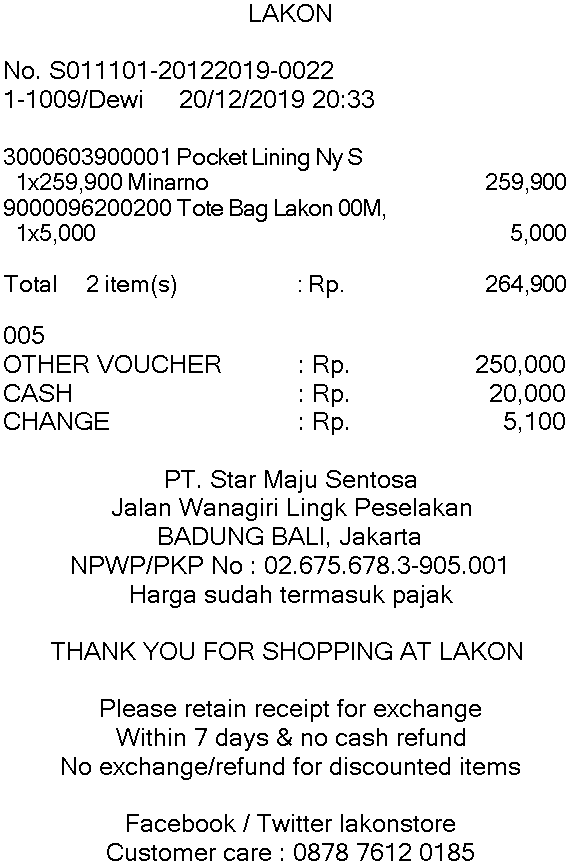 LAKON
No. S011101-20122019-0022
1-1009/Dewi 20/12/2019 20:33
3000603900001 Pocket Lining Ny S
1x259,900 Minarno 259,900
9000096200200 Tote Bag Lakon 00M,
1x5,000 5,000
Total 2 item(s) : Rp. 264,900
005
OTHER VOUCHER : Rp. 250,000
CASH : Rp. 20,000
CHANGE : Rp. 5,100
PT. Star Maju Sentosa
Jalan Wanagiri Lingk Peselakan
BADUNG BALI, Jakarta
NPWP/PKP No : 02.675.678.3-905.001
Harga sudah termasuk pajak
THANK YOU FOR SHOPPING AT LAKON
Please retain receipt for exchange
Within 7 days & no cash refund
No exchange/refund for discounted items
Facebook / Twitter lakonstore
Customer care : 0878 7612 0185